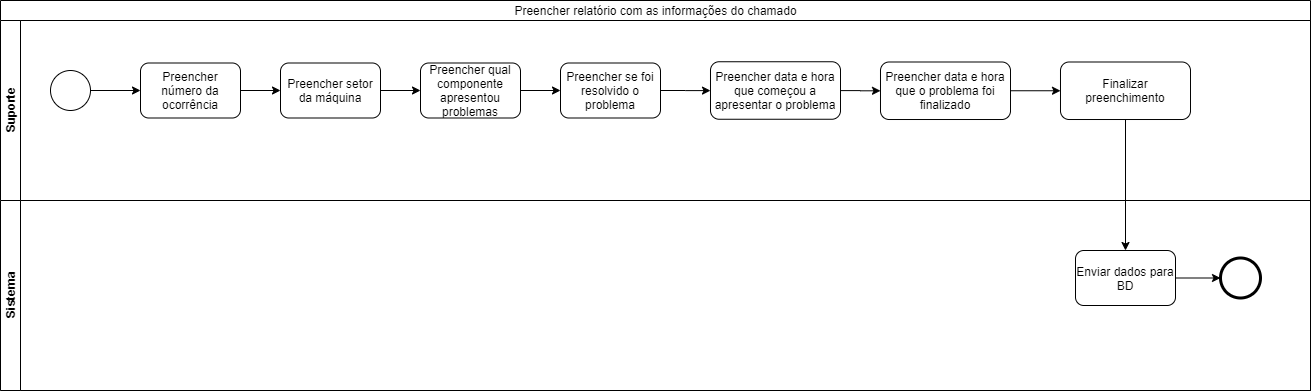 Preencher relatório com as informações do chamado
Suporte
Preencher
número da
ocorrência
Preencher setor
da máquina
Preencher qual
componente
apresentou
problemas
Preencher se foi
resolvido o
problema
Preencher data e hora
que começou a
apresentar o problema
Preencher data e hora
que o problema foi
finalizado
Finalizar
preenchimento
Sistema
Enviar dados para
BD